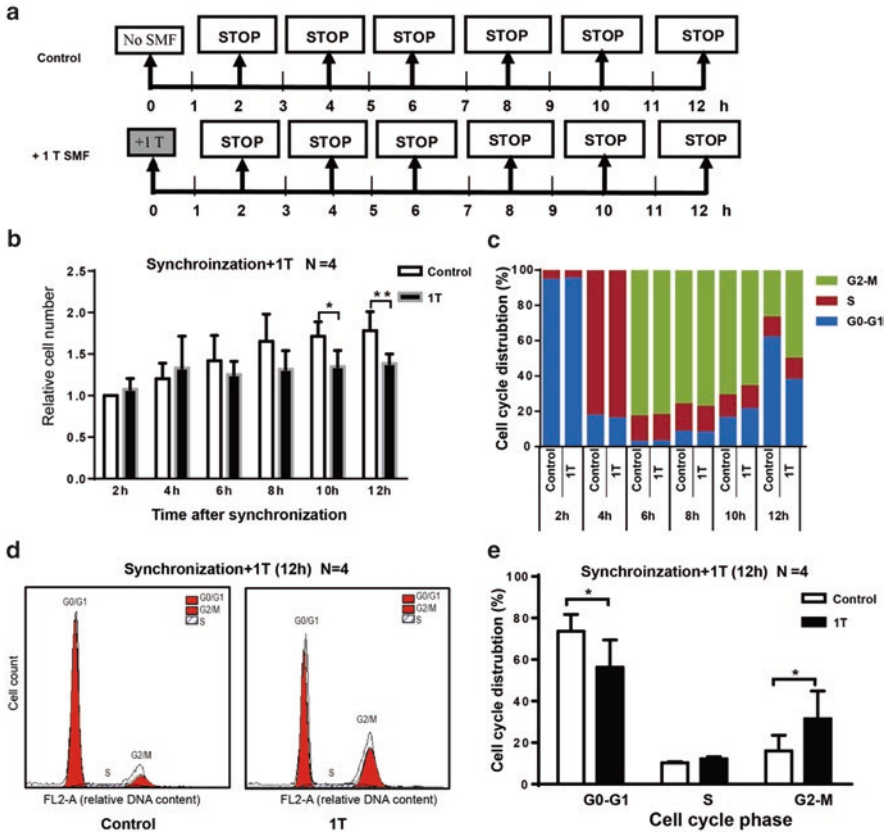 a
Control
No SMF STOP STOP STOP STOP STOP STOP
0 1 2 3 4 5 6 7 8 9 10 11 12 h
+ 1 T SMF
+1 T STOP STOP STOP STOP STOP STOP
0 1 2 3 4 5 6 7 8 9 10 11 12 h
b
Synchroinzation+1T N =4
Relative cell number
2.5
2.0
1.5
1.0
0.5
0.0
Control
1T
*
**
2h 4h 6h 8h 10h 12h
Time after synchronization
c
Cell cycle distrubtion (%)
100
80
60
40
20
0
G2-M
S
G0-G1
Control 1T Control 1T Control 1T Control 1T Control 1T Control 1T
2h 4h 6h 8h 10h 12h
d
Synchronization+1T (12h) N=4
Cell count
G0/G1
G0/G1
G2/M
S
S
G2/M
FL2-A (relative DNA content)
Control
G0/G1
G0/G1
G2/M
S
S
G2/M
FL2-A (relative DNA content)
1T
e
Synchroinzation+1T (12h) N =4
Cell cycle distrubtion (%)
100
80
60
40
20
0
*
*
Control
1T
G0-G1 S G2-M
Cell cycle phase